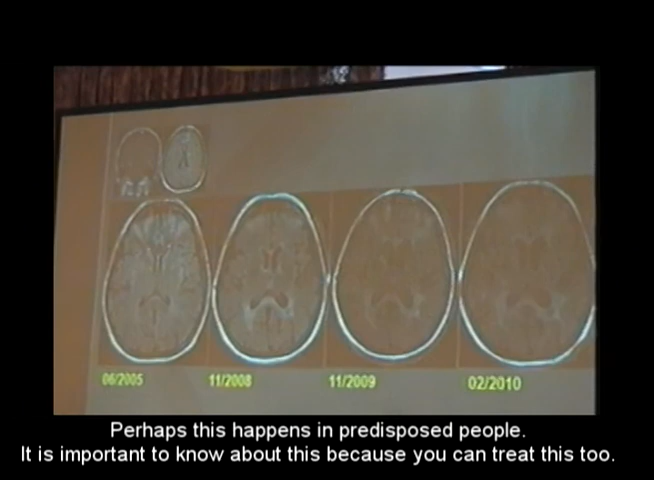 06/2005 11/2008 11/2009 02/2010
Perhaps this happens in predisposed people.
It is important to know about this because you can treat this too.